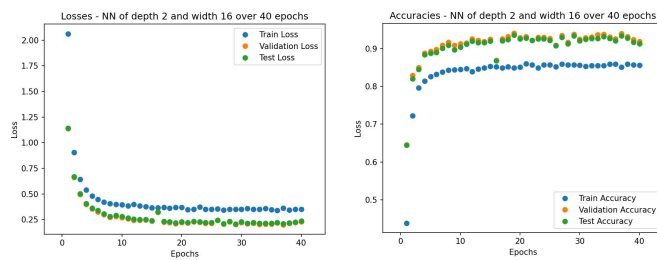 Losses - NN of depth 2 and width 16 over 40 epochs
2.00
1.75
1.50
1.25
1.00
0.75
0.50
0.25
Loss
0
10
20
30
40
Epochs
Train Loss
Validation Loss
Test Loss
Accuracies - NN of depth 2 and width 16 over 40 epochs
0.9
0.8
0.7
0.6
0.5
Loss
0
10
20
30
40
Epochs
Train Accuracy
Validation Accuracy
Test Accuracy